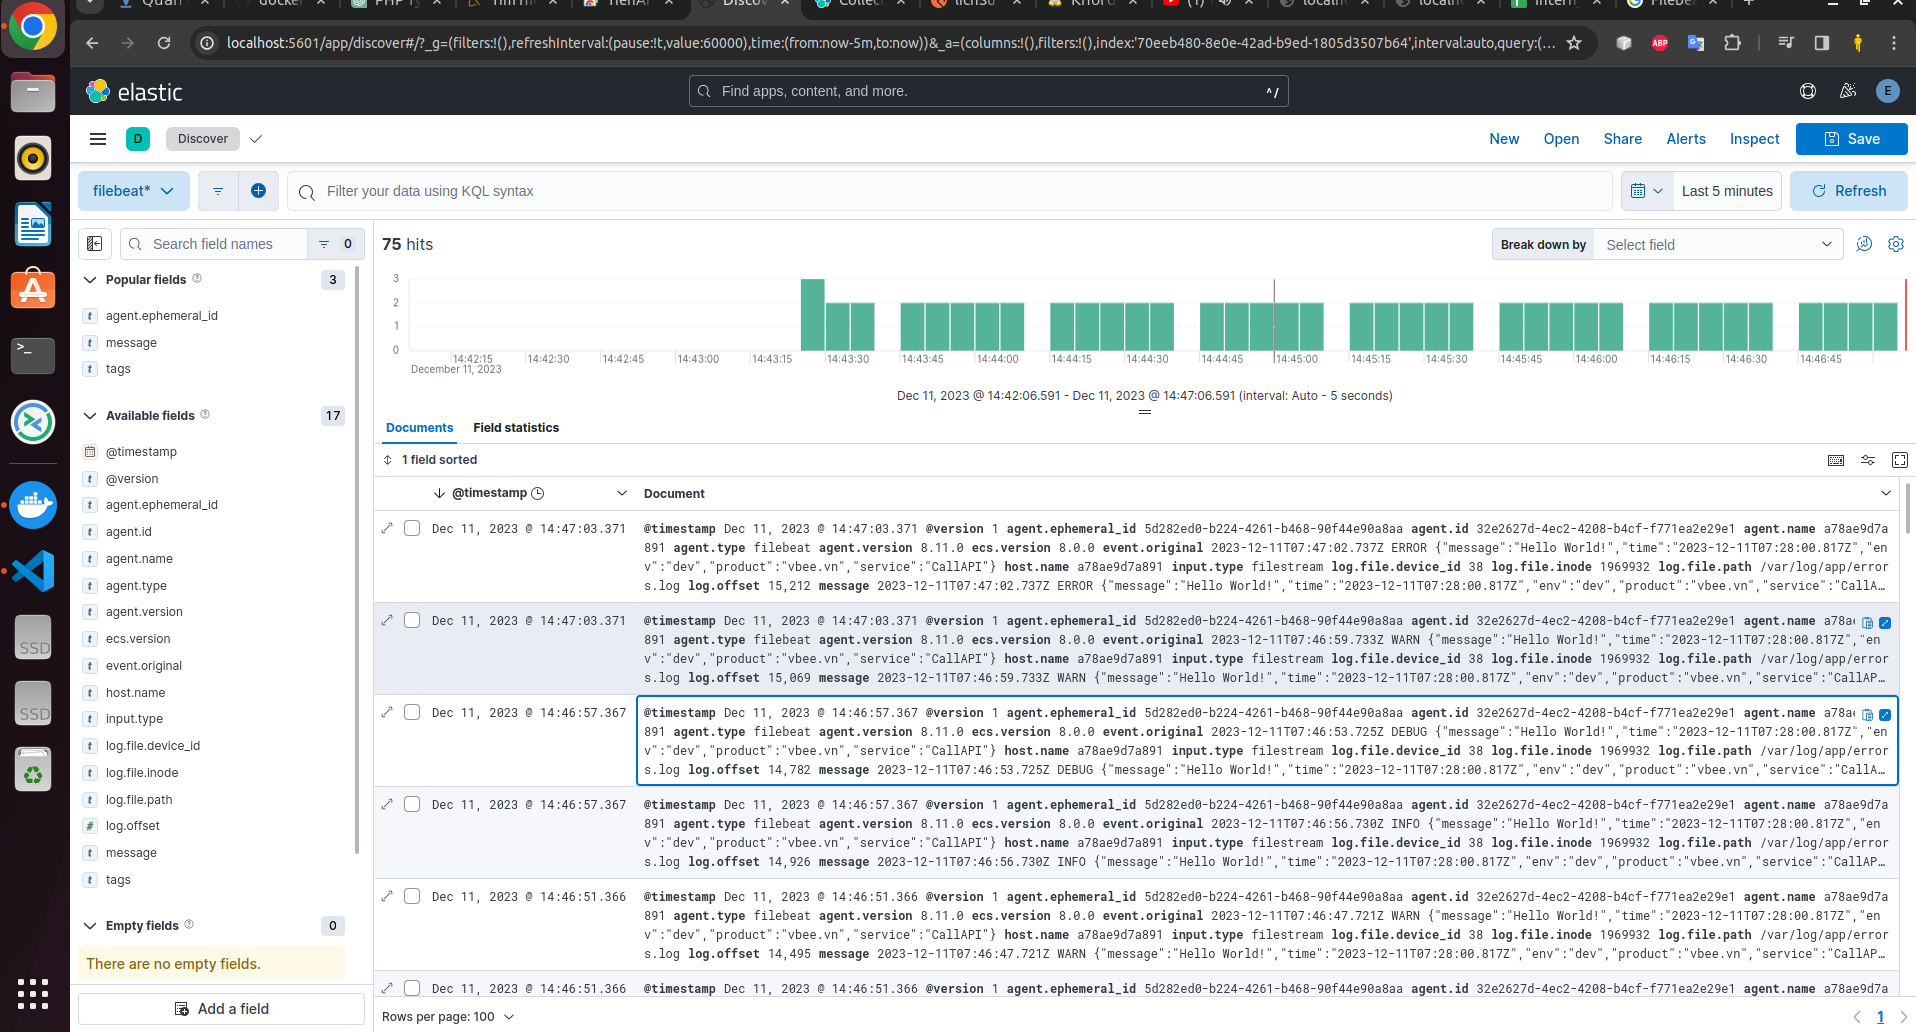 docker
Discov
Collec
(1)
localh
localh
localhost:5601/app/discover#/?_g=(filters:!(),refreshInterval:(pause:!t,value:60000),time:(from:now-5m,to:now))&_a=(columns:!(),filters:!(),index:'70eeb480-8e0e-42ad-b9ed-1805d3507b64',interval:auto,query:(...
ABP
elastic
Find apps, content, and more.
^/
E
D
Discover
New
Open
Share
Alerts
Inspect
Save
filebeat*
Filter your data using KQL syntax
Last 5 minutes
Refresh
Search field names
0
75 hits
Break down by
Select field
Popular fields
3
t agent.ephemeral_id
t message
t tags
Available fields
17
@timestamp
t @version
t agent.ephemeral_id
t agent.id
t agent.name
t agent.type
t agent.version
t ecs.version
t event.original
t host.name
t input.type
t log.file.device_id
t log.file.inode
t log.file.path
# log.offset
t message
t tags
Empty fields
0
There are no empty fields.
Add a field
3
2
1
0
14:42:15
14:42:30
14:42:45
14:43:00
14:43:15
14:43:30
14:43:45
14:44:00
14:44:15
14:44:30
14:44:45
14:45:00
14:45:15
14:45:30
14:45:45
14:46:00
14:46:15
14:46:30
14:46:45
December 11, 2023
Dec 11, 2023 @ 14:42:06.591 - Dec 11, 2023 @ 14:47:06.591 (interval: Auto - 5 seconds)
Documents
Field statistics
1 field sorted
@timestamp
Document
Dec 11, 2023 @ 14:47:03.371
@timestamp Dec 11, 2023 @ 14:47:03.371 @version 1 agent.ephemeral_id 5d282ed0-b224-4261-b468-90f44e90a8aa agent.id 32e2627d-4ec2-4208-b4cf-f771ea2e29e1 agent.name a78ae9d7a
891 agent.type filebeat agent.version 8.11.0 ecs.version 8.0.0 event.original 2023-12-11T07:47:02.737Z ERROR {"message":"Hello World!","time":"2023-12-11T07:28:00.817Z","en
v":"dev","product":"vbee.vn","service":"CallAPI"} host.name a78ae9d7a891 input.type filestream log.file.device_id 38 log.file.inode 1969932 log.file.path /var/log/app/error
s.log log.offset 15,212 message 2023-12-11T07:47:02.737Z ERROR {"message":"Hello World!","time":"2023-12-11T07:28:00.817Z","env":"dev","product":"vbee.vn","service":"CallA...
Dec 11, 2023 @ 14:47:03.371
@timestamp Dec 11, 2023 @ 14:47:03.371 @version 1 agent.ephemeral_id 5d282ed0-b224-4261-b468-90f44e90a8aa agent.id 32e2627d-4ec2-4208-b4cf-f771ea2e29e1 agent.name a78ae
891 agent.type filebeat agent.version 8.11.0 ecs.version 8.0.0 event.original 2023-12-11T07:46:59.733Z WARN {"message":"Hello World!","time":"2023-12-11T07:28:00.817Z","en
v":"dev","product":"vbee.vn","service":"CallAPI"} host.name a78ae9d7a891 input.type filestream log.file.device_id 38 log.file.inode 1969932 log.file.path /var/log/app/error
s.log log.offset 15,069 message 2023-12-11T07:46:59.733Z WARN {"message":"Hello World!","time":"2023-12-11T07:28:00.817Z","env":"dev","product":"vbee.vn","service":"CallAP...
Dec 11, 2023 @ 14:46:57.367
@timestamp Dec 11, 2023 @ 14:46:57.367 @version 1 agent.ephemeral_id 5d282ed0-b224-4261-b468-90f44e90a8aa agent.id 32e2627d-4ec2-4208-b4cf-f771ea2e29e1 agent.name a78ae
891 agent.type filebeat agent.version 8.11.0 ecs.version 8.0.0 event.original 2023-12-11T07:46:53.725Z DEBUG {"message":"Hello World!","time":"2023-12-11T07:28:00.817Z","en
v":"dev","product":"vbee.vn","service":"CallAPI"} host.name a78ae9d7a891 input.type filestream log.file.device_id 38 log.file.inode 1969932 log.file.path /var/log/app/error
s.log log.offset 14,782 message 2023-12-11T07:46:53.725Z DEBUG {"message":"Hello World!","time":"2023-12-11T07:28:00.817Z","env":"dev","product":"vbee.vn","service":"CallA...
Dec 11, 2023 @ 14:46:57.367
@timestamp Dec 11, 2023 @ 14:46:57.367 @version 1 agent.ephemeral_id 5d282ed0-b224-4261-b468-90f44e90a8aa agent.id 32e2627d-4ec2-4208-b4cf-f771ea2e29e1 agent.name a78ae9d7a
891 agent.type filebeat agent.version 8.11.0 ecs.version 8.0.0 event.original 2023-12-11T07:46:56.730Z INFO {"message":"Hello World!","time":"2023-12-11T07:28:00.817Z","en
v":"dev","product":"vbee.vn","service":"CallAPI"} host.name a78ae9d7a891 input.type filestream log.file.device_id 38 log.file.inode 1969932 log.file.path /var/log/app/error
s.log log.offset 14,926 message 2023-12-11T07:46:56.730Z INFO {"message":"Hello World!","time":"2023-12-11T07:28:00.817Z","env":"dev","product":"vbee.vn","service":"CallAP...
Dec 11, 2023 @ 14:46:51.366
@timestamp Dec 11, 2023 @ 14:46:51.366 @version 1 agent.ephemeral_id 5d282ed0-b224-4261-b468-90f44e90a8aa agent.id 32e2627d-4ec2-4208-b4cf-f771ea2e29e1 agent.name a78ae9d7a
891 agent.type filebeat agent.version 8.11.0 ecs.version 8.0.0 event.original 2023-12-11T07:46:47.721Z WARN {"message":"Hello World!","time":"2023-12-11T07:28:00.817Z","en
v":"dev","product":"vbee.vn","service":"CallAPI"} host.name a78ae9d7a891 input.type filestream log.file.device_id 38 log.file.inode 1969932 log.file.path /var/log/app/error
s.log log.offset 14,495 message 2023-12-11T07:46:47.721Z WARN {"message":"Hello World!","time":"2023-12-11T07:28:00.817Z","env":"dev","product":"vbee.vn","service":"CallAP...
Dec 11, 2023 @ 14:46:51.366
@timestamp Dec 11, 2023 @ 14:46:51.366 @version 1 agent.ephemeral_id 5d282ed0-b224-4261-b468-90f44e90a8aa agent.id 32e2627d-4ec2-4208-b4cf-f771ea2e29e1 agent.name a78ae9d7a
Rows per page: 100
1
SSD
SSD